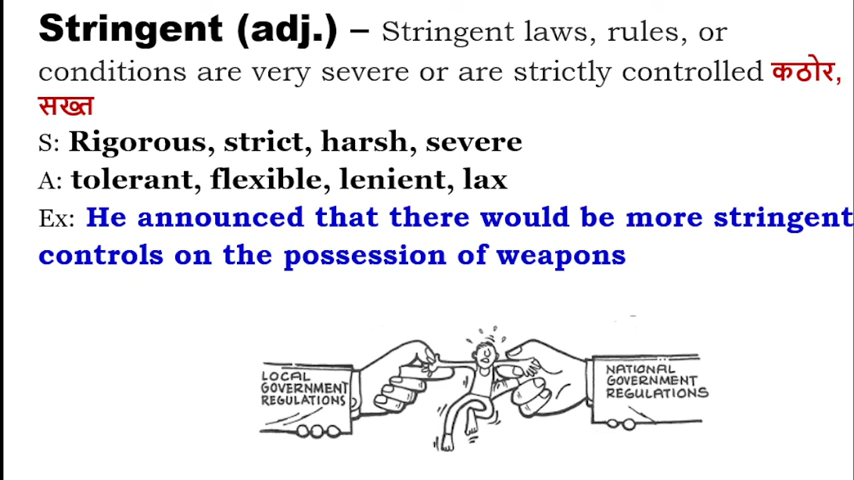 Stringent (adj.) – Stringent laws, rules, or
conditions are very severe or are strictly controlled कठोर,
सख्त
S: Rigorous, strict, harsh, severe
A: tolerant, flexible, lenient, lax
Ex: He announced that there would be more stringent
controls on the possession of weapons
LOCAL
GOVERNMENT
REGULATIONS
NATIONAL
GOVERNMENT
REGULATIONS